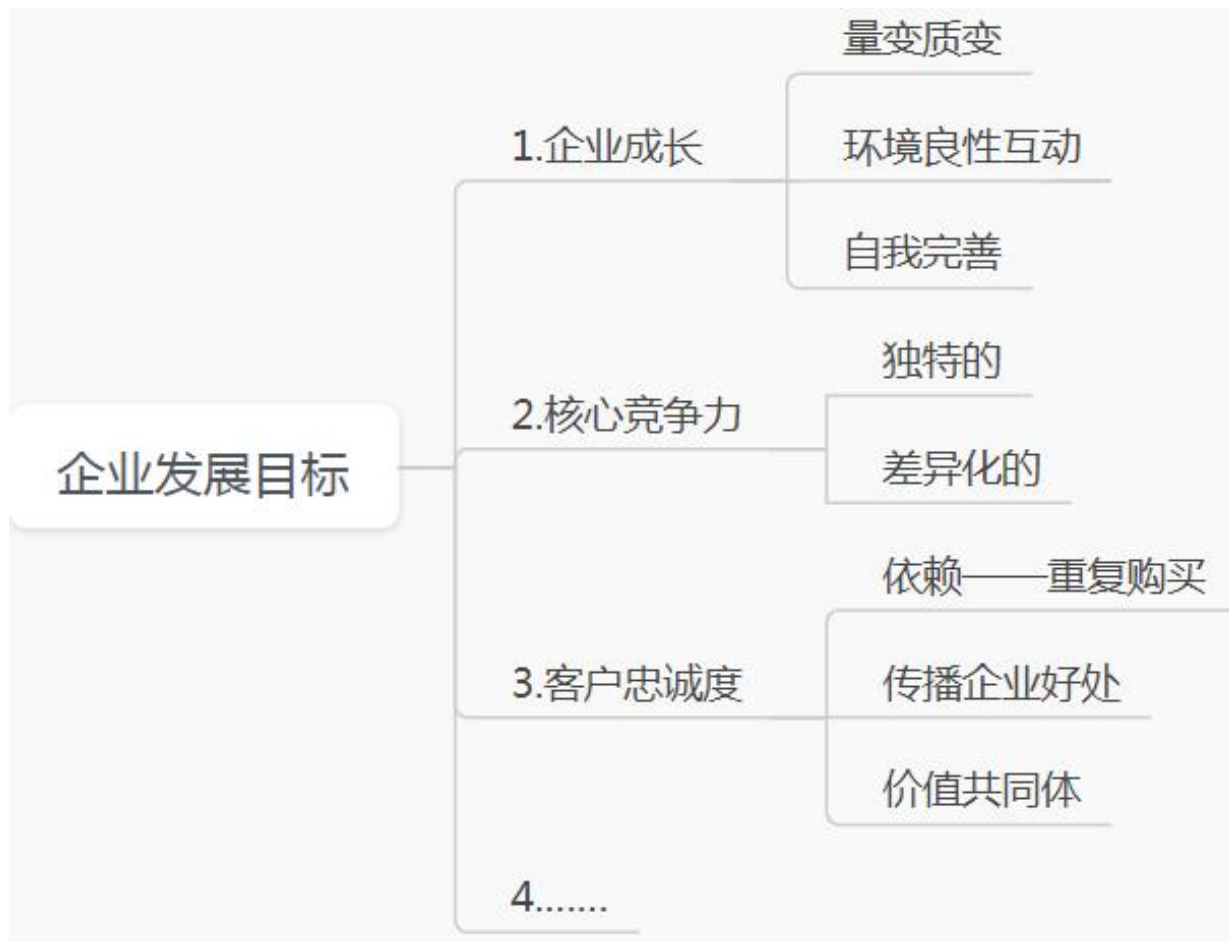 量变质变
1.企业成长
环境良性互动
自我完善
独特的
2.核心竞争力
差异化的
企业发展目标
依赖——重复购买
3.客户忠诚度
传播企业好处
价值共同体
4.......